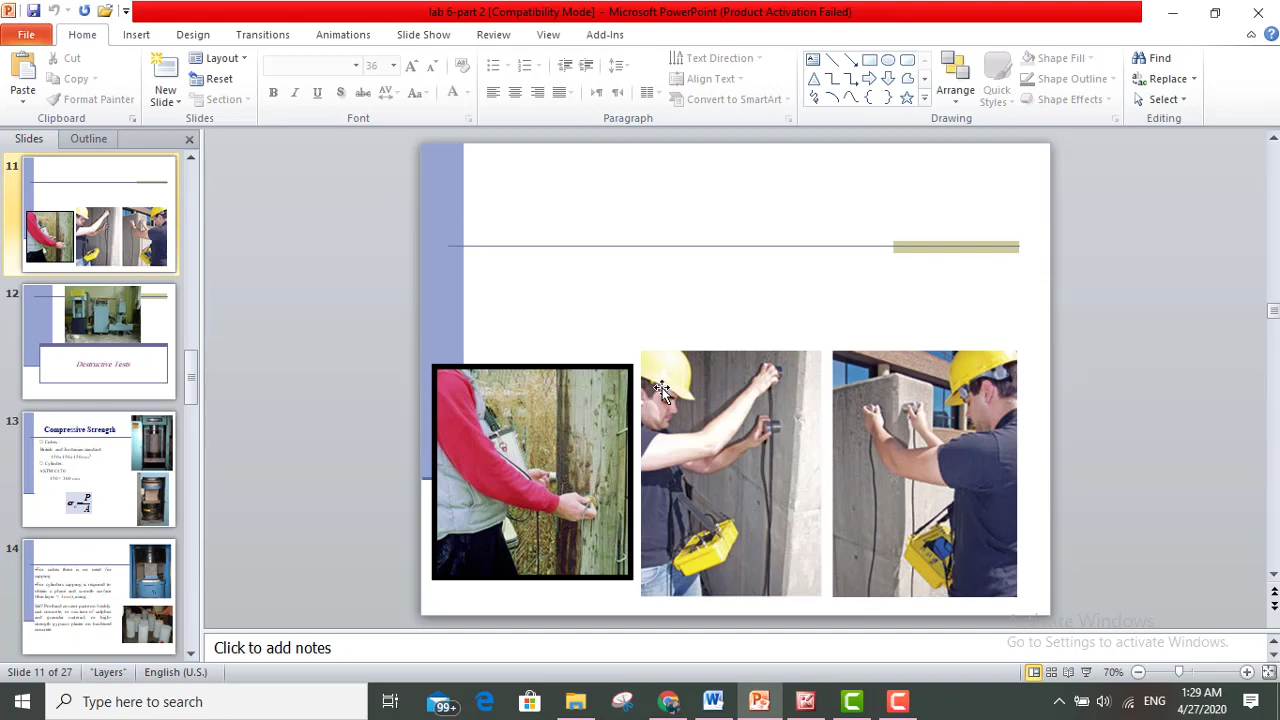 lab 6-part 2 [Compatibility Mode] - Microsoft PowerPoint (Product Activation Failed)
File Home Insert Design Transitions Animations Slide Show Review View Add-Ins
Paste
Cut
Copy
Format Painter
Clipboard
New Slide
Layout
Reset
Section
Slides
36
Font
Text Direction
Align Text
Convert to SmartArt
Paragraph
Arrange
Quick Styles
Shape Fill
Shape Outline
Shape Effects
Drawing
Find
Replace
Select
Editing
Slides Outline
11
12
Destructive Tests
13
Compressive Strength
14
Click to add notes
Activate Windows
Go to Settings to activate Windows.
Slide 11 of 27 "Layers" English (U.S.) 70%
Type here to search
99+
ENG
1:29 AM
4/27/2020